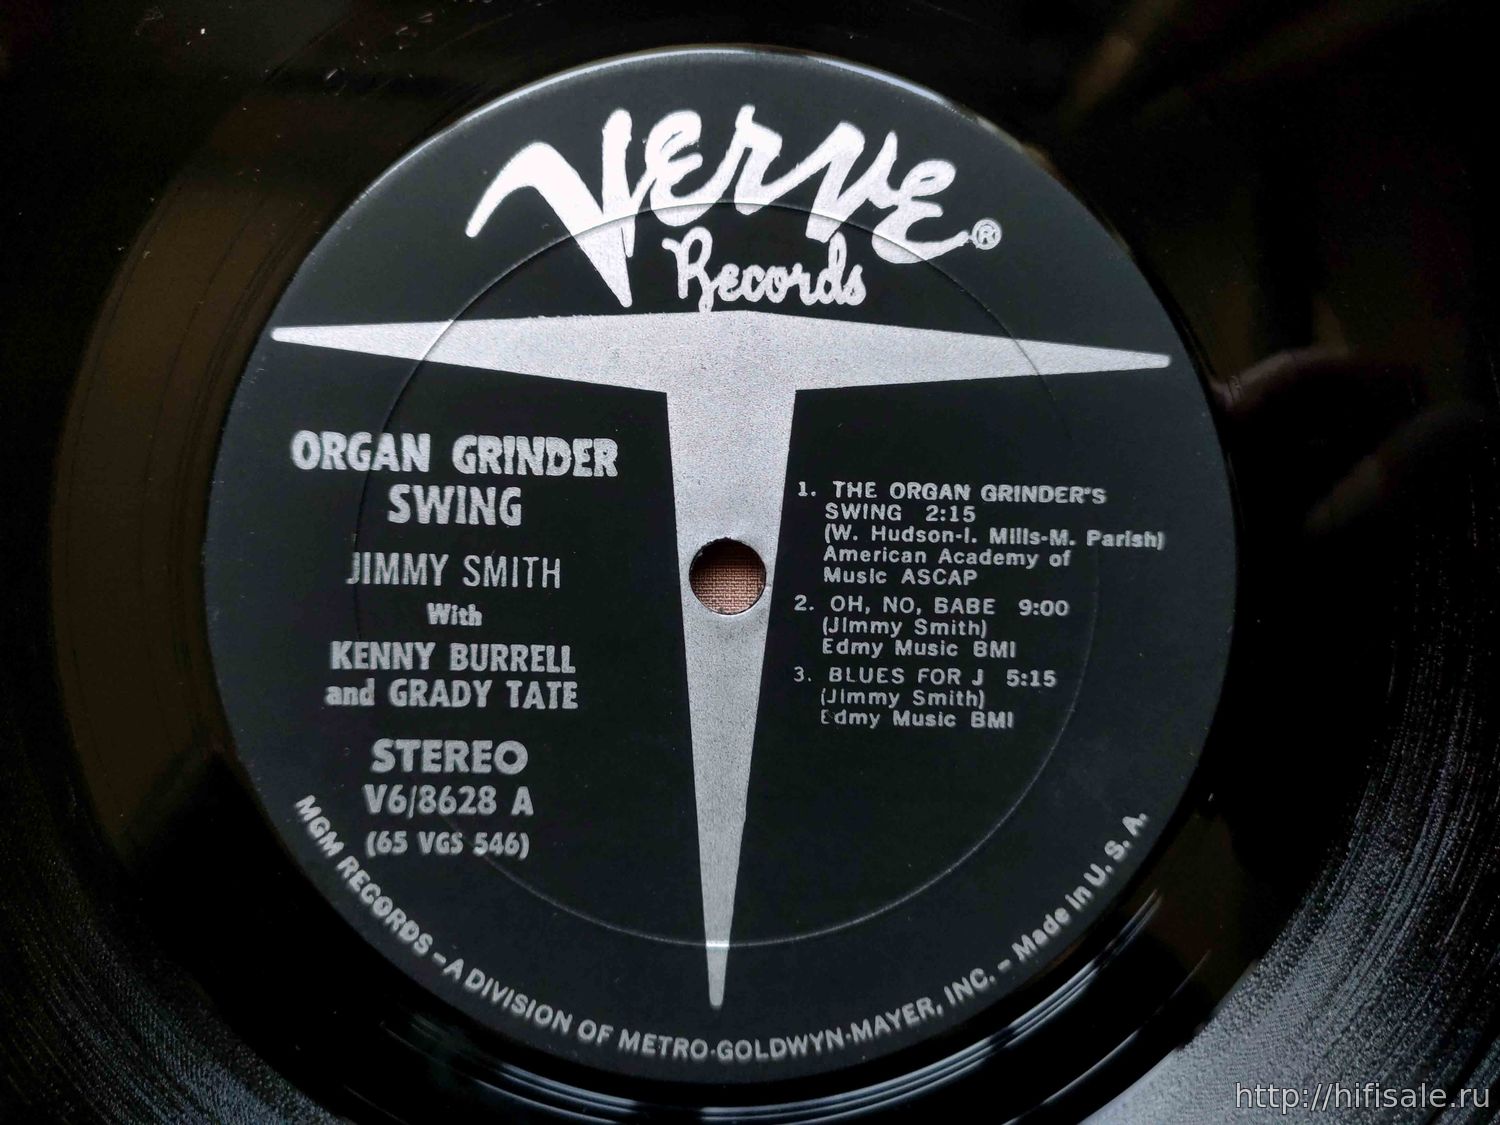 Verve®
Records
ORGAN GRINDER
SWING
JIMMY SMITH
With
KENNY BURRELL
and GRADY TATE
STEREO
V6/8628 A
(65 VGS 546)
1. THE ORGAN GRINDER'S
SWING 2:15
(W. Hudson-I. Mills-M. Parish)
American Academy of
Music ASCAP
2. OH, NO, BABE 9:00
(Jimmy Smith)
Edmy Music BMI
3. BLUES FOR J 5:15
(Jimmy Smith)
Edmy Music BMI
MGM RECORDS – A DIVISION OF METRO-GOLDWYN-MAYER, INC. – Made in U. S. A.
http://hifisale.ru